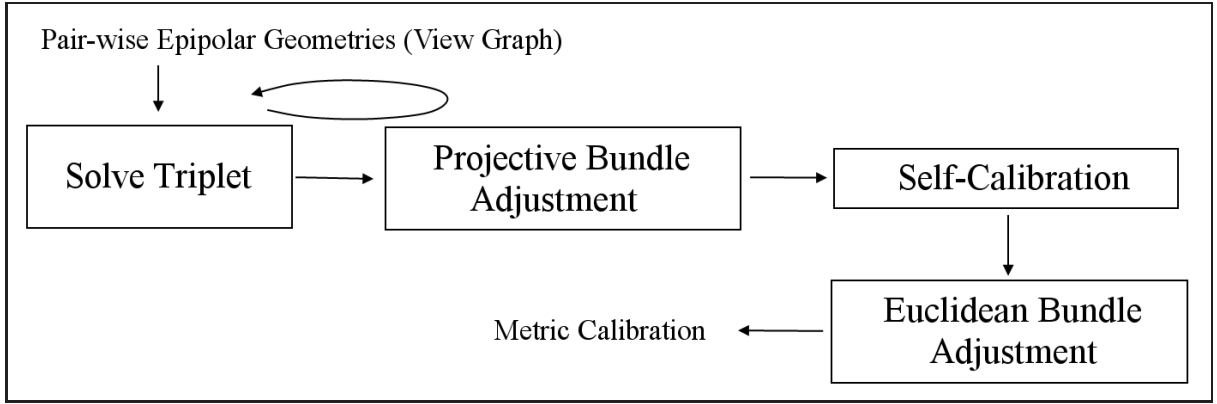 Pair-wise Epipolar Geometries (View Graph)
Solve Triplet
Projective Bundle
Adjustment
Self-Calibration
Euclidean Bundle
Adjustment
Metric Calibration